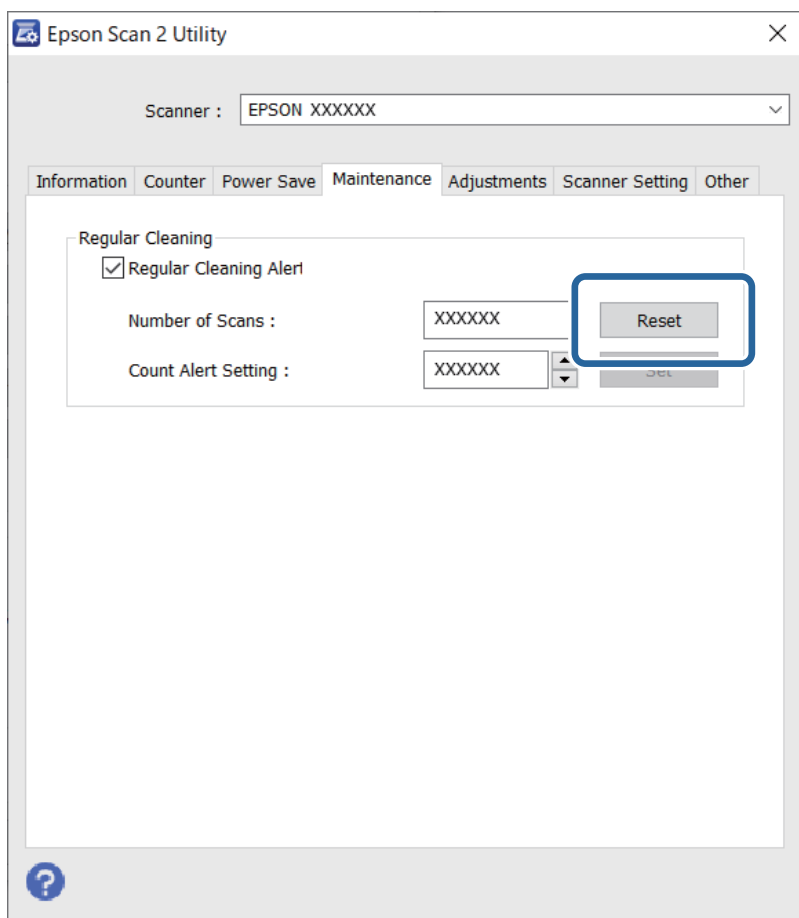 Epson Scan 2 Utility
Scanner :
EPSON XXXXXX
Information Counter Power Save Maintenance Adjustments Scanner Setting Other
Regular Cleaning
Regular Cleaning Alert
Number of Scans : XXXXXX Reset
Count Alert Setting : XXXXXX Set
?